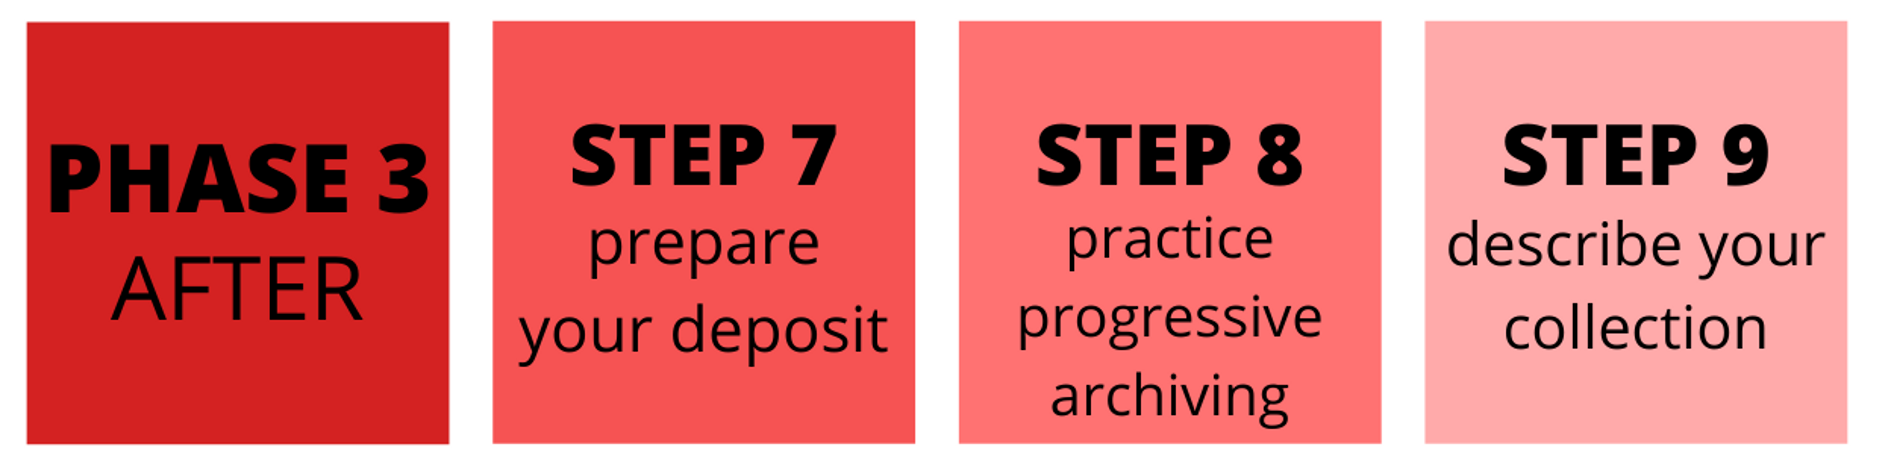 PHASE 3
AFTER
STEP 7
prepare
your deposit
STEP 8
practice
progressive
archiving
STEP 9
describe your
collection